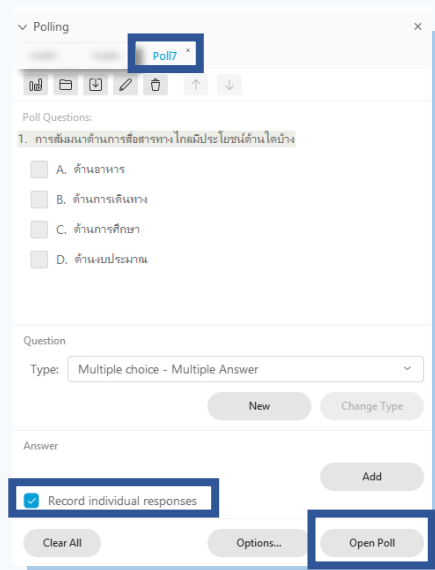 Polling
Poll7
Poll Questions:
1. การสัมมนาด้านการสื่อสารทางไกลมีประโยชน์ด้านใดบ้าง
A. ด้านอาหาร
B. ด้านการเดินทาง
C. ด้านการศึกษา
D. ด้านงบประมาณ
Question
Type: Multiple choice - Multiple Answer
New Change Type
Answer
Add
Record individual responses
Clear All Options... Open Poll